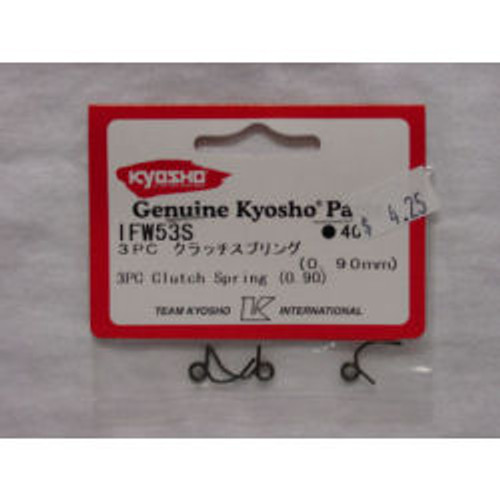 KYOSHO
Genuine Kyosho® Pa
IFW53S
●40
$ 4.25
3PC クラッチスプリング
(0.90mm)
3PC Clutch Spring (0.90)
TEAM KYOSHO K INTERNATIONAL